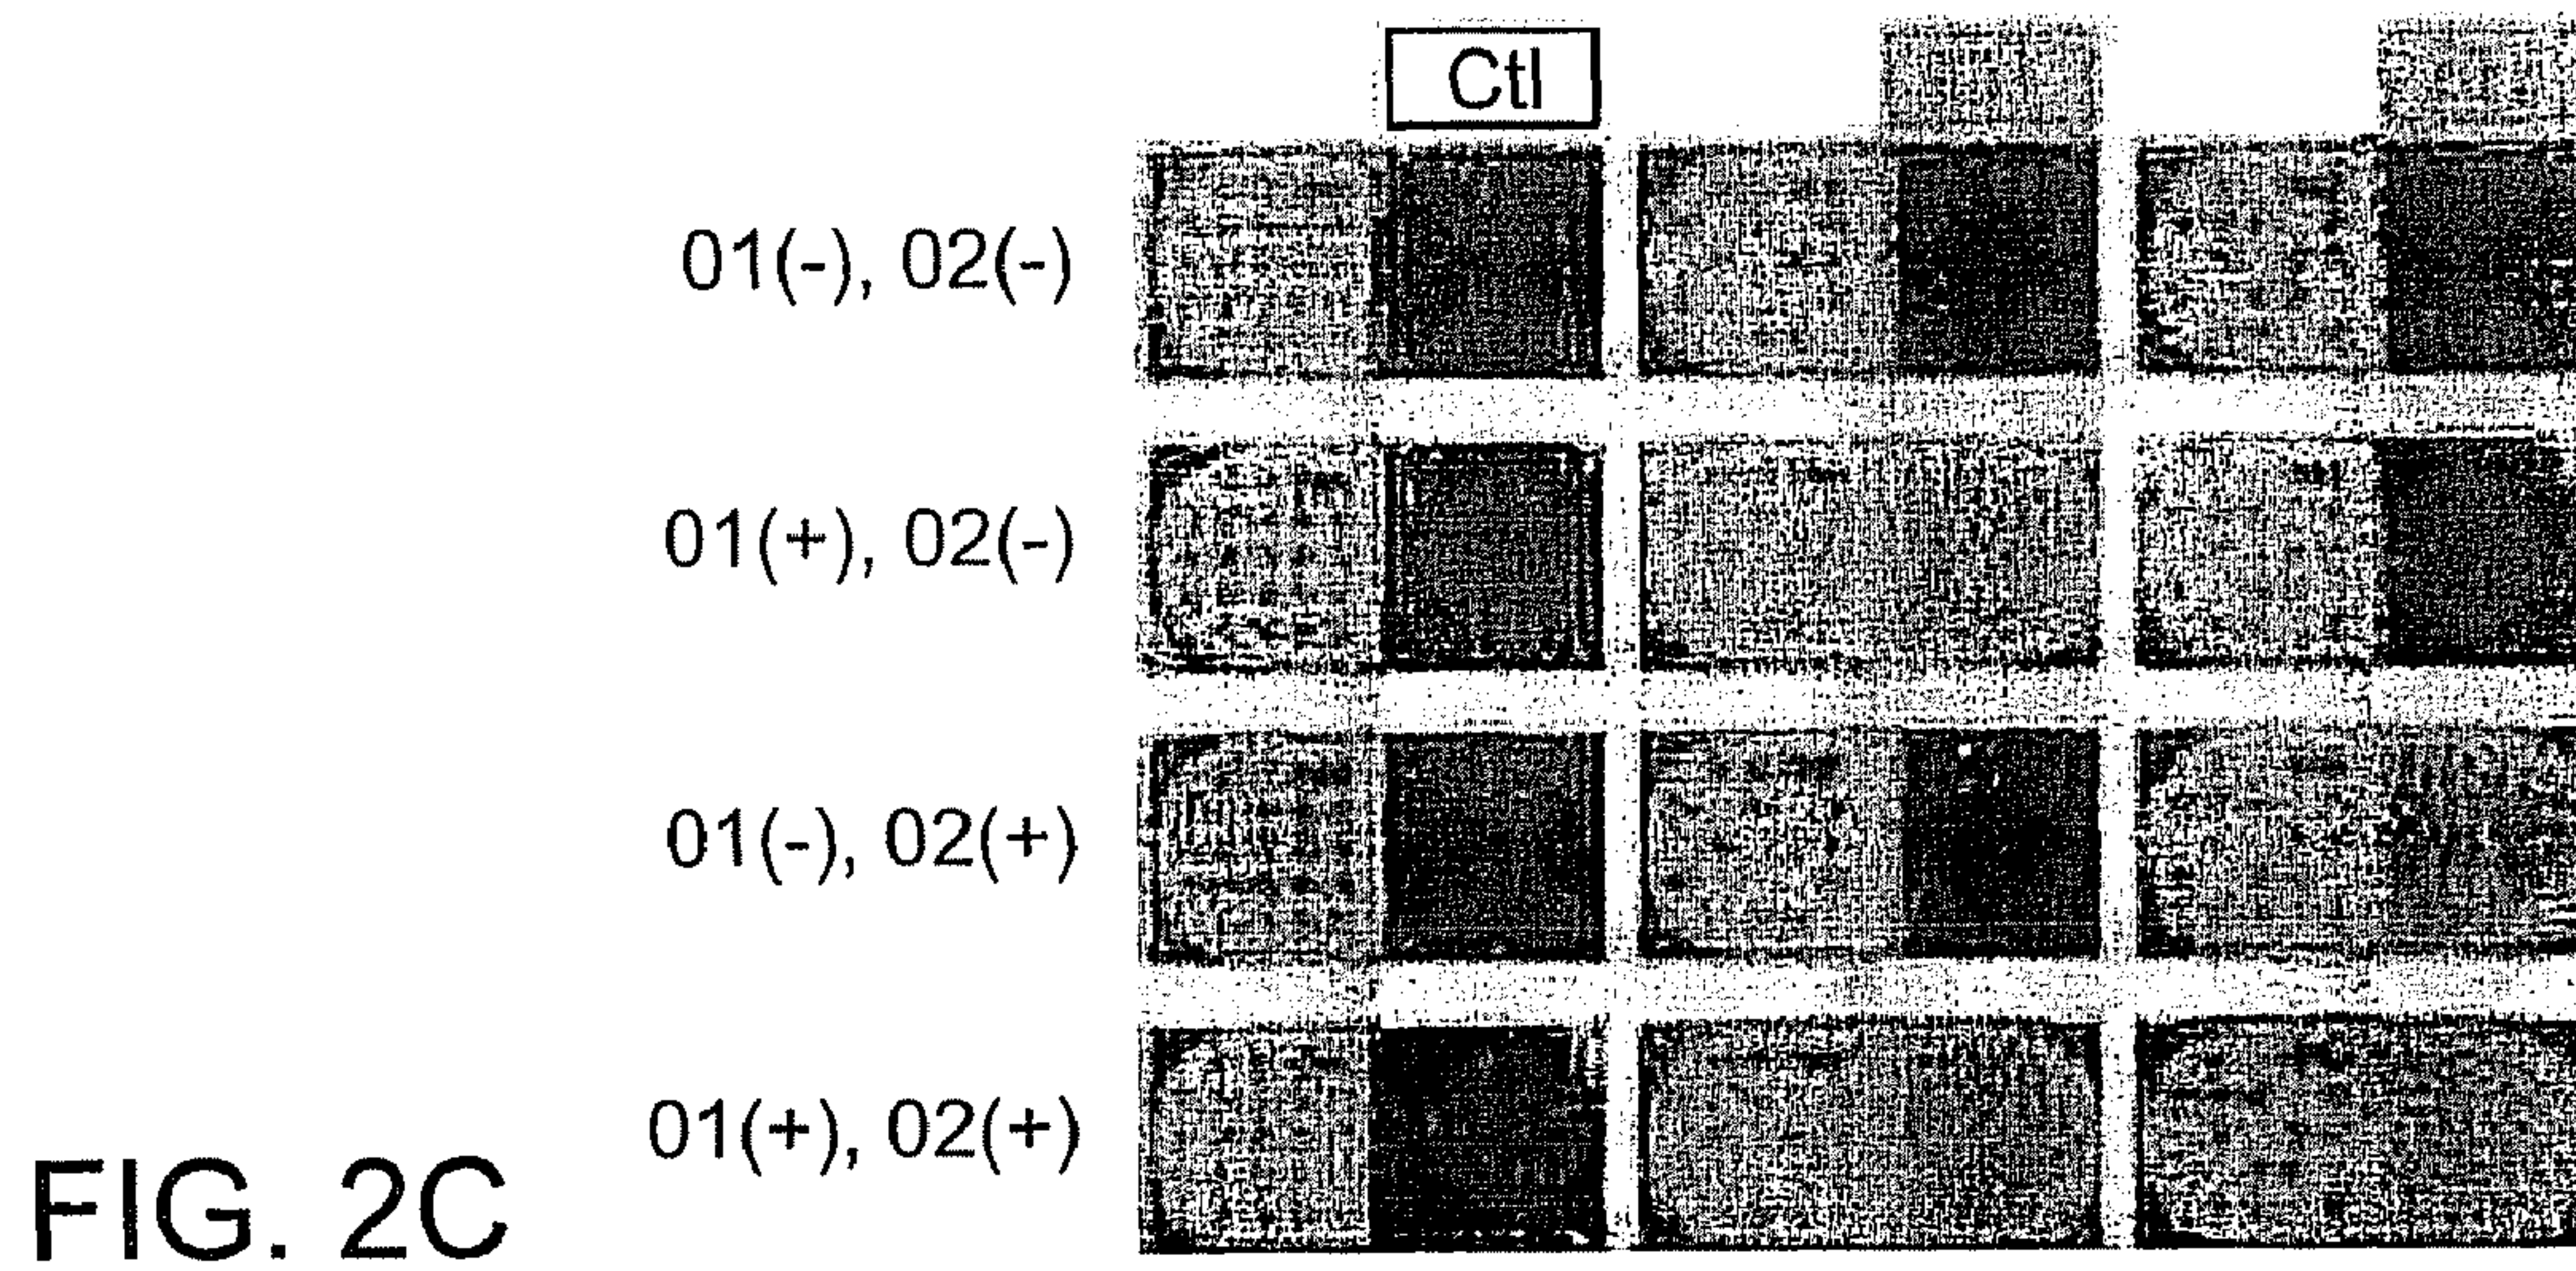 Ctl
01(-), 02(-)
01(+), 02(-)
01(-), 02(+)
01(+), 02(+)
FIG. 2C